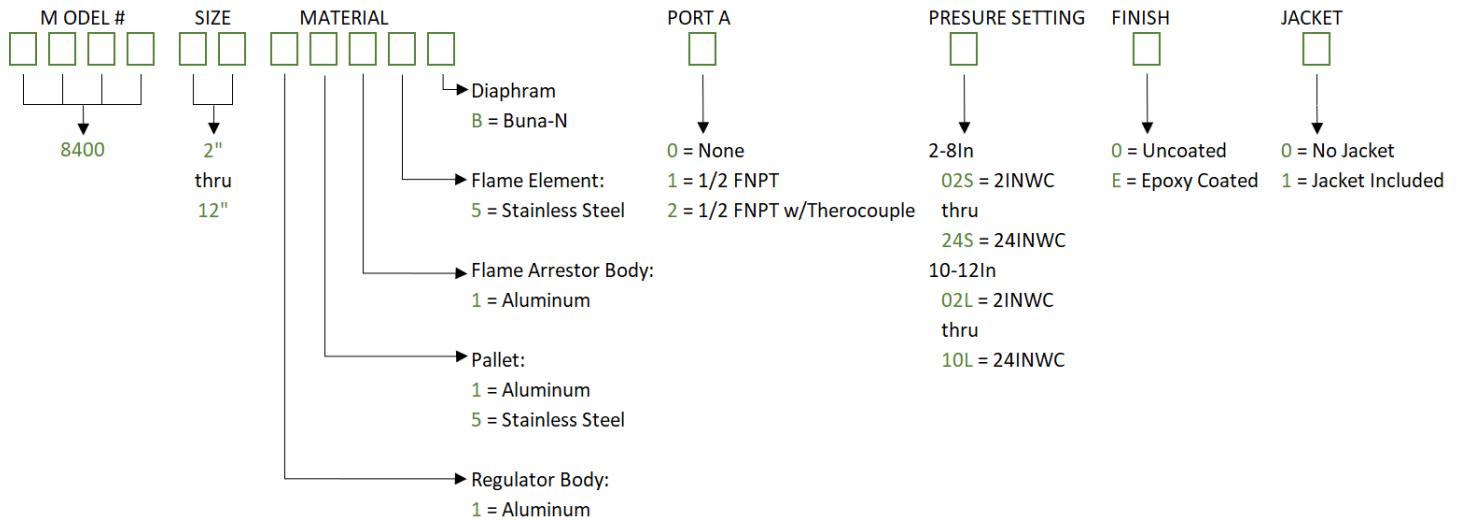 M ODEL #
SIZE
MATERIAL
PORT A
PRESURE SETTING
FINISH
JACKET
8400
2"
thru
12"
Diaphram
B = Buna-N
Flame Element:
5 = Stainless Steel
Flame Arrestor Body:
1 = Aluminum
Pallet:
1 = Aluminum
5 = Stainless Steel
Regulator Body:
1 = Aluminum
0 = None
1 = 1/2 FNPT
2 = 1/2 FNPT w/Therocouple
2-8In
02S = 2INWC
thru
24S = 24INWC
10-12In
02L = 2INWC
thru
10L = 24INWC
0 = Uncoated
E = Epoxy Coated
0 = No Jacket
1 = Jacket Included